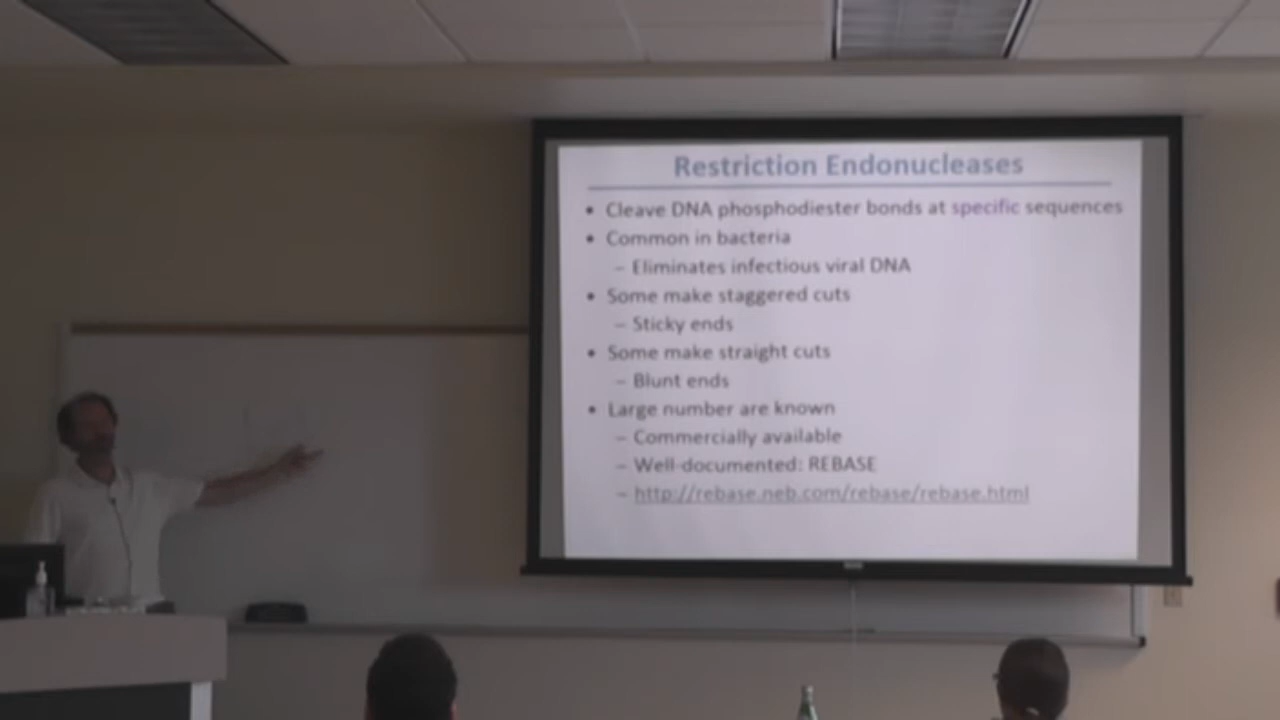 Restriction Endonucleases
• Cleave DNA phosphodiester bonds at specific sequences
• Common in bacteria
– Eliminates infectious viral DNA
• Some make staggered cuts
– Sticky ends
• Some make straight cuts
– Blunt ends
• Large number are known
– Commercially available
– Well-documented: REBASE
– http://rebase.neb.com/rebase/rebase.html